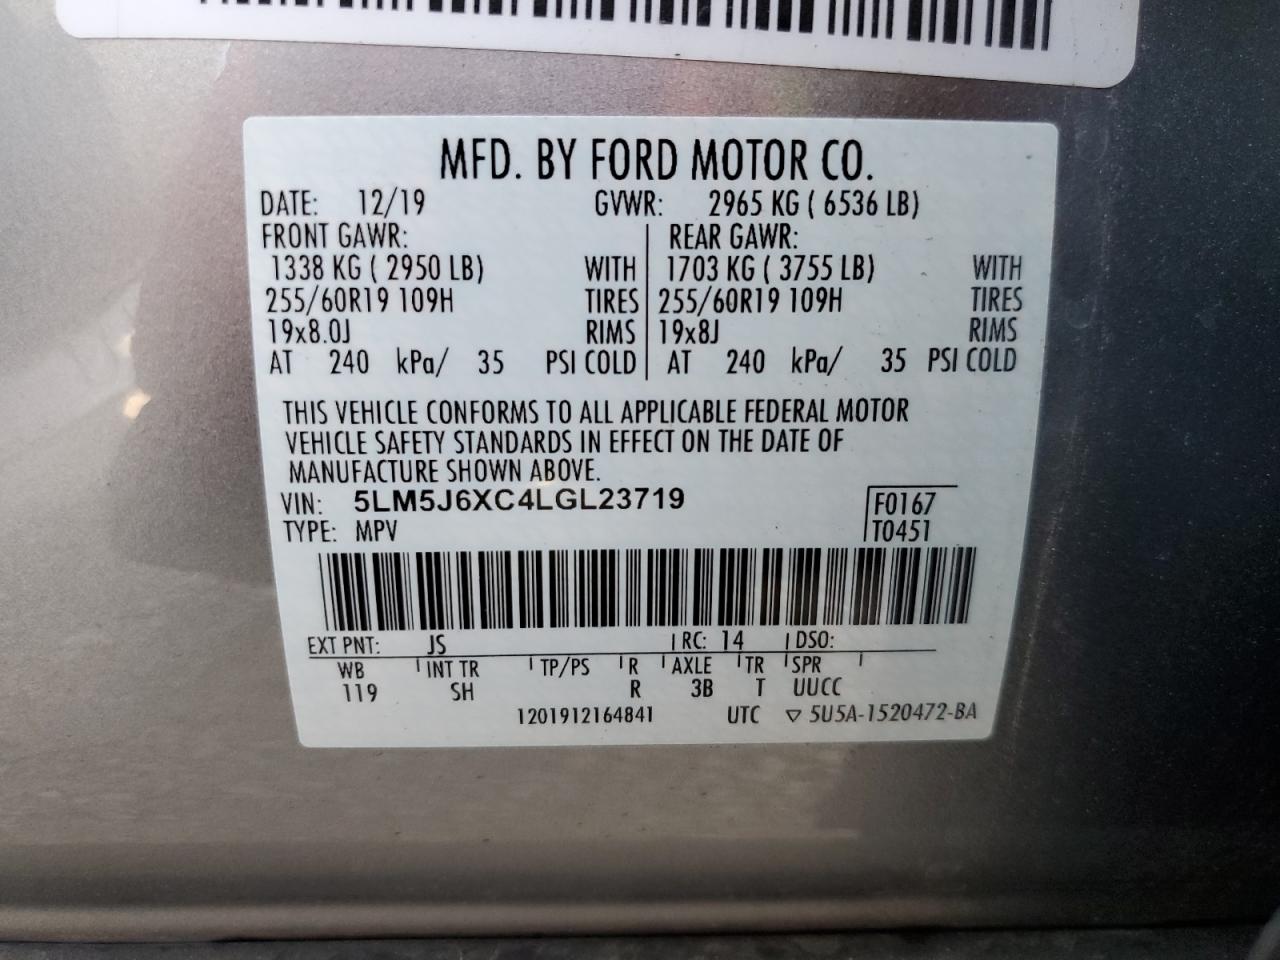 MFD. BY FORD MOTOR CO.
DATE: 12/19 GVWR: 2965 KG ( 6536 LB)
FRONT GAWR: REAR GAWR:
1338 KG ( 2950 LB) WITH 1703 KG ( 3755 LB) WITH
255/60R19 109H TIRES 255/60R19 109H TIRES
19x8.0J RIMS 19x8J RIMS
AT 240 kPa/ 35 PSI COLD AT 240 kPa/ 35 PSI COLD
THIS VEHICLE CONFORMS TO ALL APPLICABLE FEDERAL MOTOR
VEHICLE SAFETY STANDARDS IN EFFECT ON THE DATE OF
MANUFACTURE SHOWN ABOVE.
VIN: 5LM5J6XC4LGL23719 F0167
TYPE: MPV T0451
EXT PNT: JS RC: 14 DSO:
WB INT TR TP/PS R AXLE TR SPR
119 SH R 3B T UUCC
1201912164841 UTC ▽ 5U5A-1520472-BA